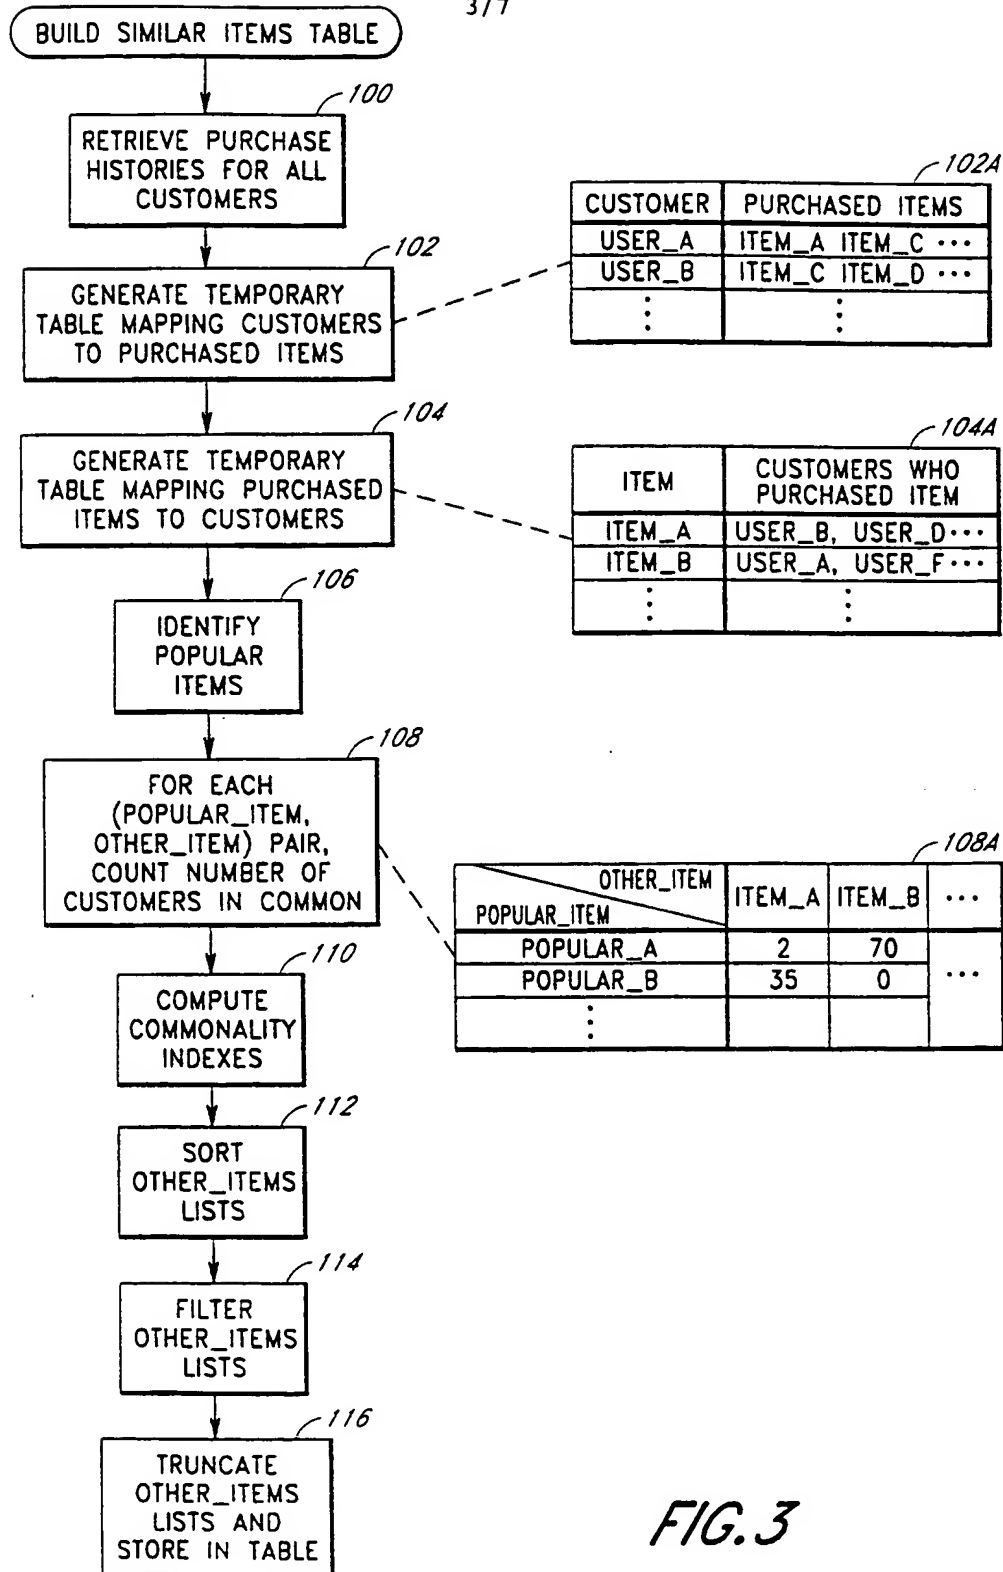 3/7
BUILD SIMILAR ITEMS TABLE
100
RETRIEVE PURCHASE
HISTORIES FOR ALL
CUSTOMERS
102
GENERATE TEMPORARY
TABLE MAPPING CUSTOMERS
TO PURCHASED ITEMS
102A
CUSTOMER PURCHASED ITEMS
USER_A ITEM_A ITEM_C ···
USER_B ITEM_C ITEM_D ···
⋮ ⋮
104
GENERATE TEMPORARY
TABLE MAPPING PURCHASED
ITEMS TO CUSTOMERS
104A
ITEM CUSTOMERS WHO
PURCHASED ITEM
ITEM_A USER_B, USER_D···
ITEM_B USER_A, USER_F···
⋮ ⋮
106
IDENTIFY
POPULAR
ITEMS
108
FOR EACH
(POPULAR_ITEM,
OTHER_ITEM) PAIR,
COUNT NUMBER OF
CUSTOMERS IN COMMON
108A
OTHER_ITEM ITEM_A ITEM_B ···
POPULAR_ITEM
POPULAR_A 2 70 ···
POPULAR_B 35 0
⋮
110
COMPUTE
COMMONALITY
INDEXES
112
SORT
OTHER_ITEMS
LISTS
114
FILTER
OTHER_ITEMS
LISTS
116
TRUNCATE
OTHER_ITEMS
LISTS AND
STORE IN TABLE
FIG. 3